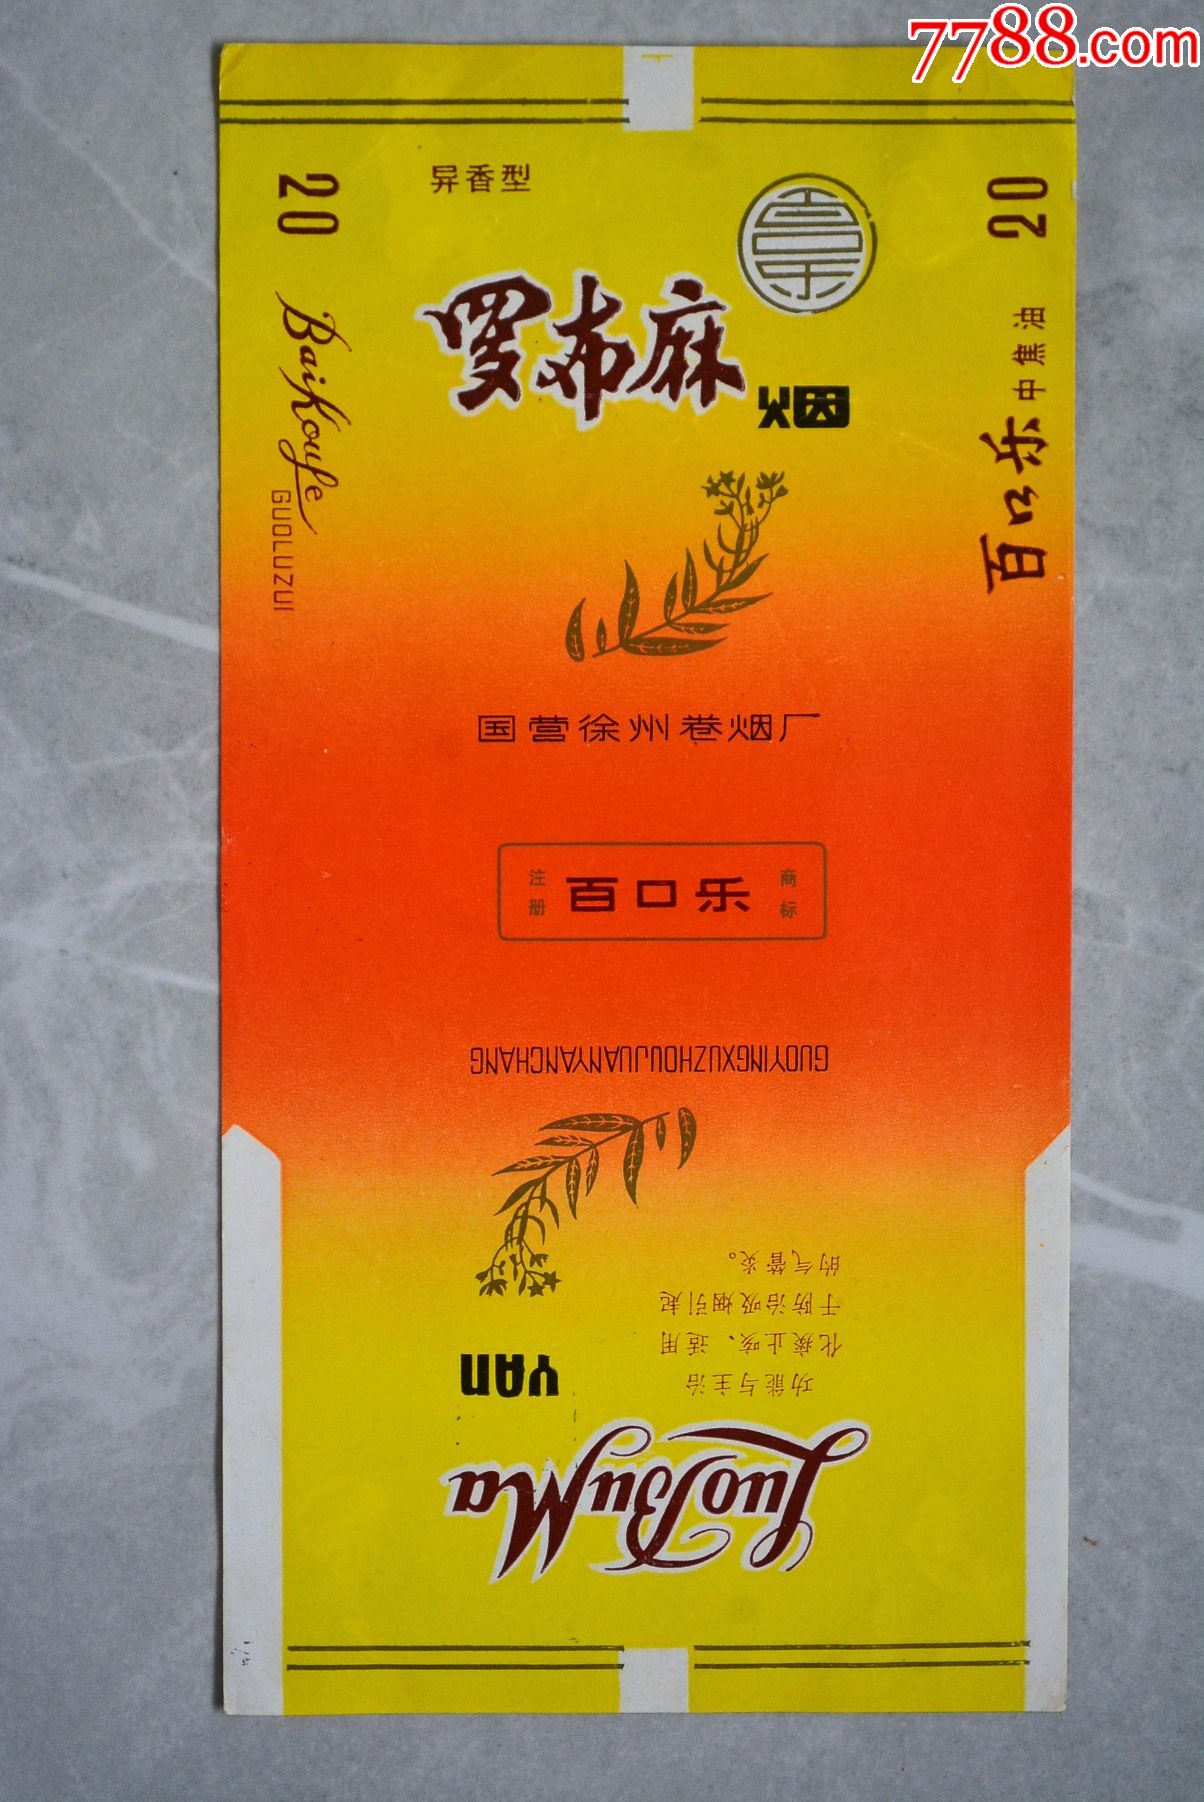 7788.com
20
异香型
20
罗布麻
烟
BaiKoule
GUOLUZUI
百口乐
中焦油
国营徐州卷烟厂
注册
百口乐
商标
GUOYINGXUZHOUJUANYANCHANG
LuoBuMa
YAN
功能与主治
化痰止咳、适用
于防治吸烟引起
的气管炎。